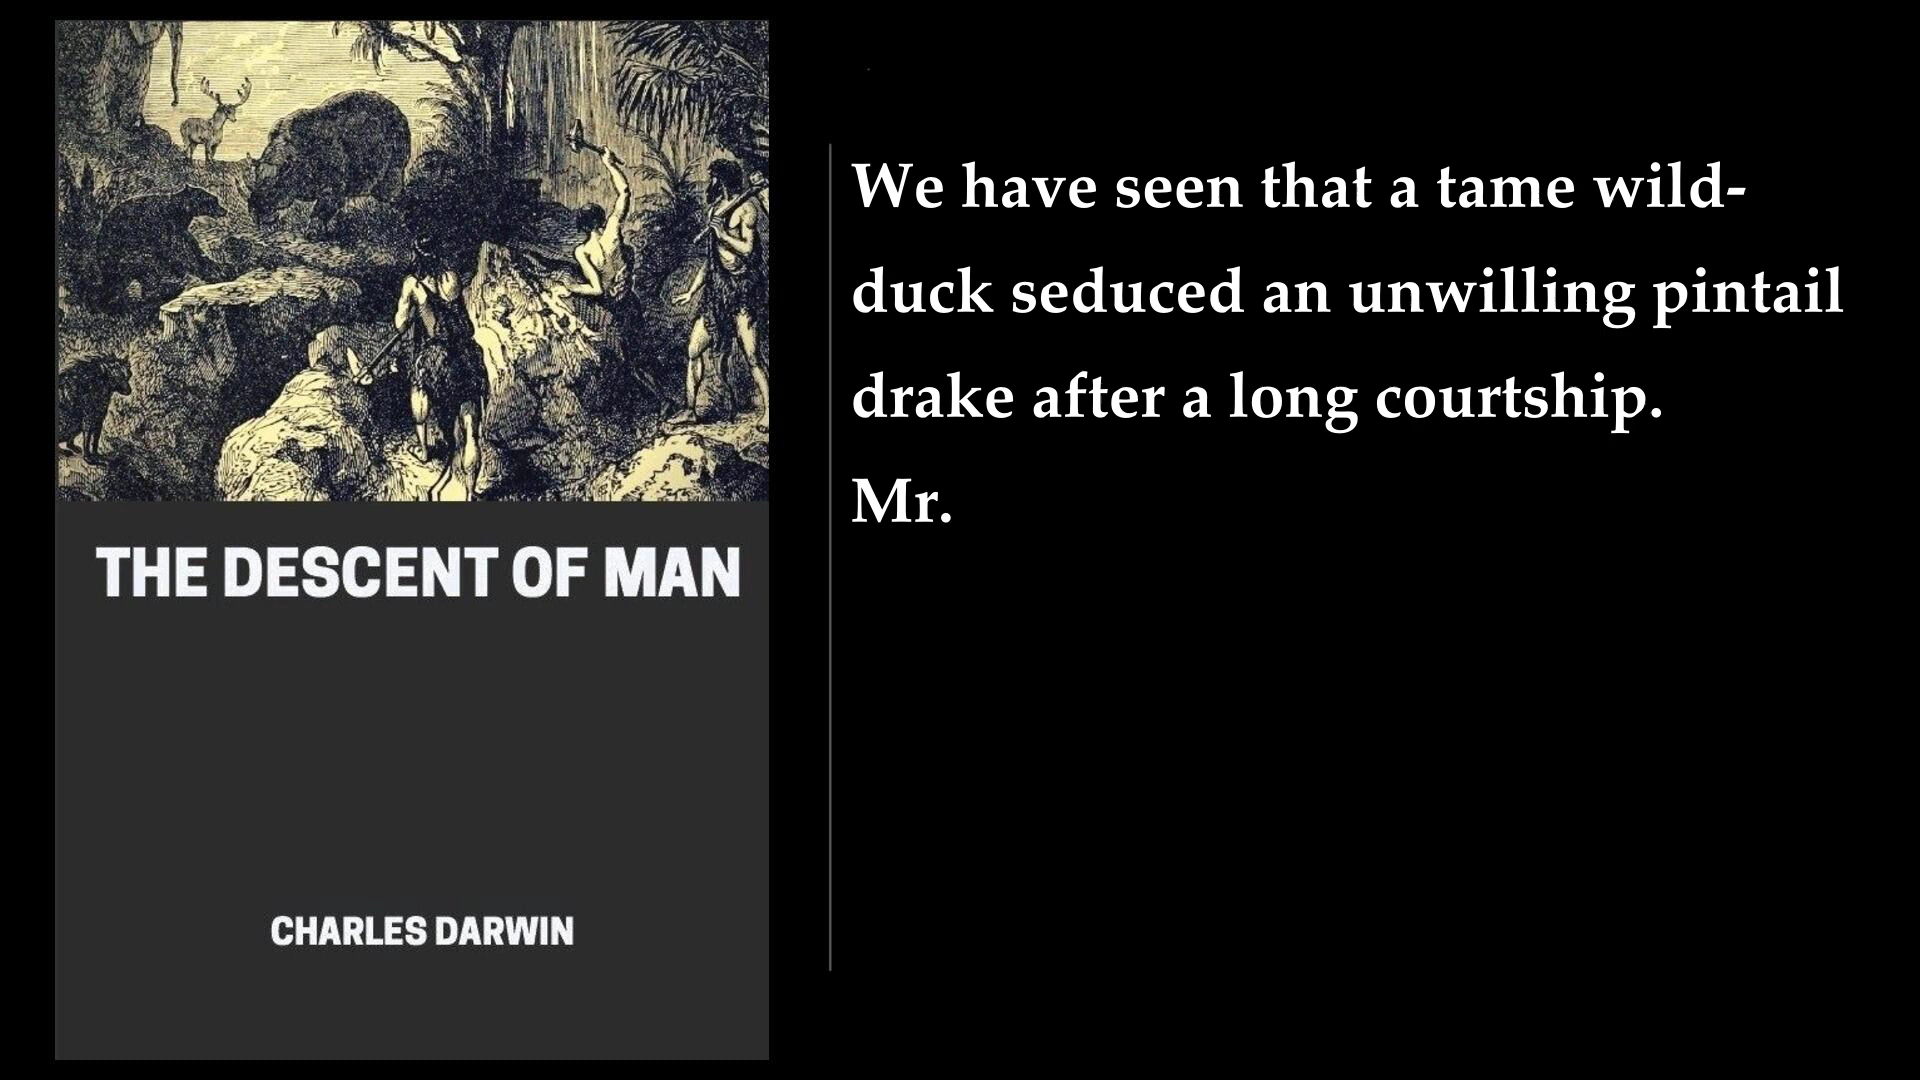 THE DESCENT OF MAN
CHARLES DARWIN
We have seen that a tame wild-
duck seduced an unwilling pintail
drake after a long courtship.
Mr.